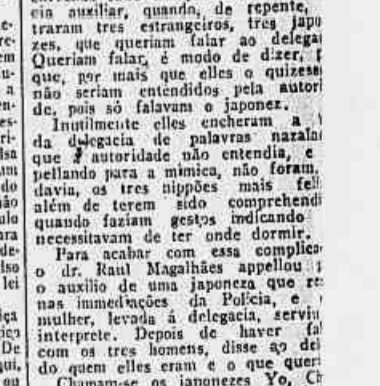 cia auxiliar, quando, de repente,
traram tres estrangeiros, tres japo
zes, que queriam falar ao delega
Queriam falar, é modo de dizer,
que, por mais que elles o quizess
não seriam entendidos pela autori
de, pois só falavam o japonez.
Inutilmente elles encheram a
da delegacia de palavras nazala
que a autoridade não entendia, e
pellando para a mimica, não foram,
davia, os tres nippões mais feli
além de terem sido comprehendi
quando faziam gestos indicando
necessitavam de ter onde dormir.
Para acabar com essa complica
o dr. Raul Magalhães appellou
o auxilio de uma japoneza que re
nas immediações da Policia, e
mulher, levada á delegacia, serviu
interprete. Depois de haver fal
com os tres homens, disse ao del
do quem elles eram e o que queri
Chamam-se os japonezes Yo, Ch